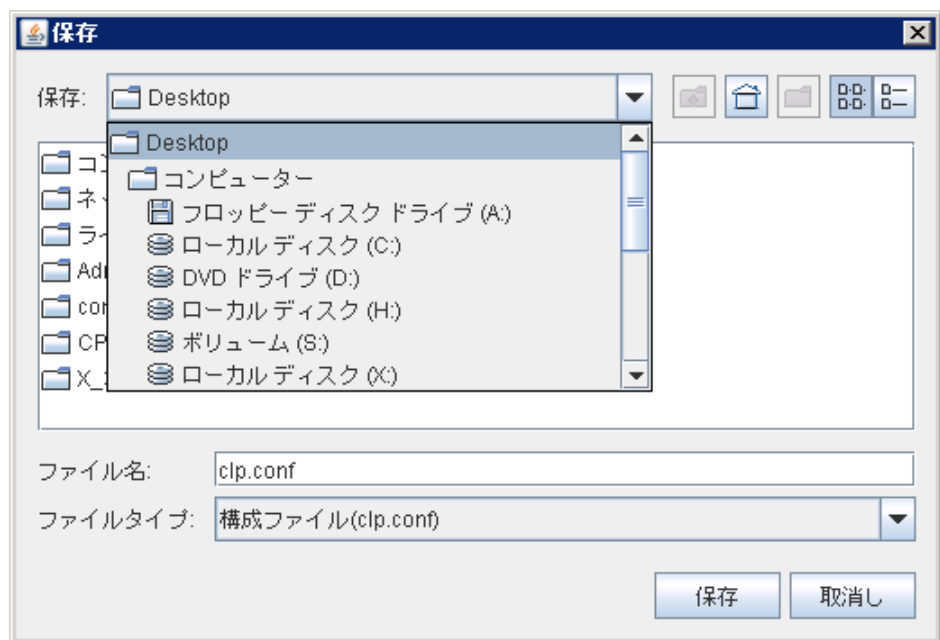 保存
保存: Desktop
Desktop
コンピューター
フロッピー ディスク ドライブ (A:)
ローカル ディスク (C:)
DVD ドライブ (D:)
ローカル ディスク (H:)
ボリューム (S:)
ローカル ディスク (X:)
ファイル名: clp.conf
ファイルタイプ: 構成ファイル(clp.conf)
保存 取消し